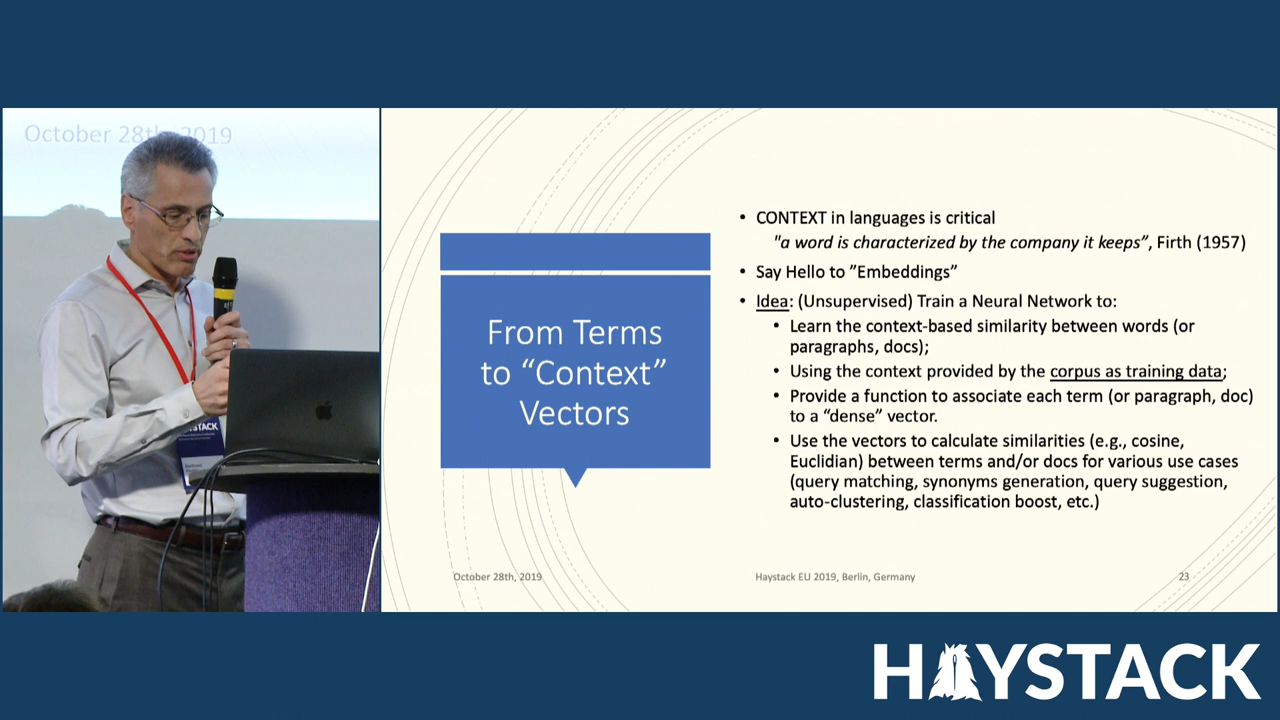 October 28th, 2019
HAYSTACK
From Terms
to “Context”
Vectors
• CONTEXT in languages is critical
"a word is characterized by the company it keeps”, Firth (1957)
• Say Hello to ”Embeddings”
• Idea: (Unsupervised) Train a Neural Network to:
• Learn the context-based similarity between words (or
paragraphs, docs);
• Using the context provided by the corpus as training data;
• Provide a function to associate each term (or paragraph, doc)
to a “dense” vector.
• Use the vectors to calculate similarities (e.g., cosine,
Euclidian) between terms and/or docs for various use cases
(query matching, synonyms generation, query suggestion,
auto-clustering, classification boost, etc.)
October 28th, 2019
Haystack EU 2019, Berlin, Germany
23
HAYSTACK